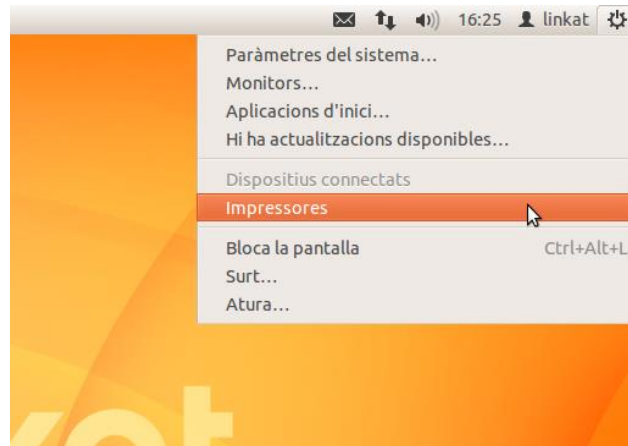 16:25 linkat
Paràmetres del sistema...
Monitors...
Aplicacions d'inici...
Hi ha actualitzacions disponibles...
Dispositius connectats
Impressores
Bloca la pantalla Ctrl+Alt+L
Surt...
Atura...